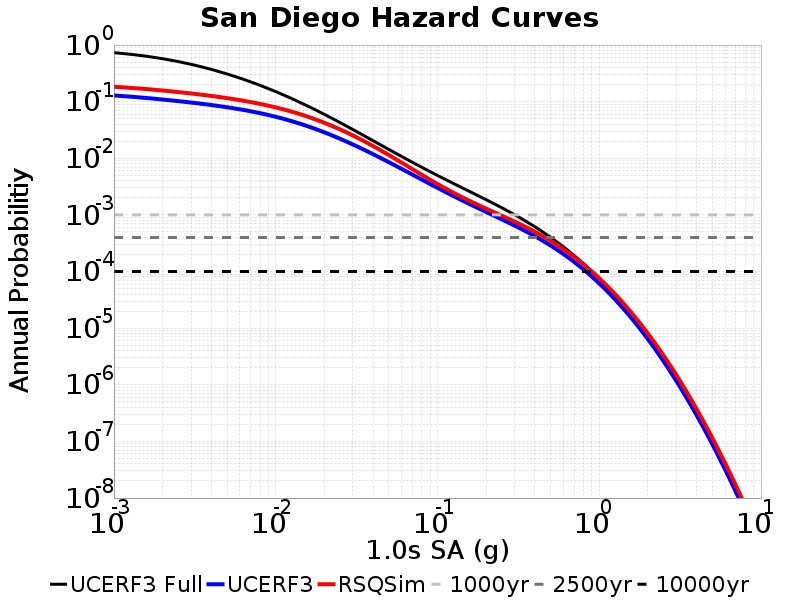 San Diego Hazard Curves
Annual Probabilitiy
10^0
10^-1
10^-2
10^-3
10^-4
10^-5
10^-6
10^-7
10^-8
10^-3 10^-2 10^-1 10^0 10^1
1.0s SA (g)
UCERF3 Full UCERF3 RSQSim 1000yr 2500yr 10000yr